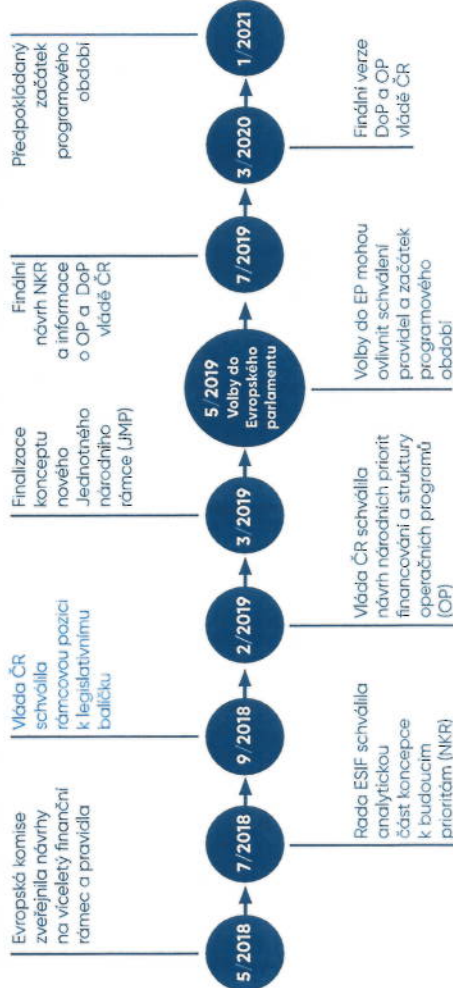 Evropská komise
zveřejnila návrhy
na víceletý finanční
rámec a pravidla
5/2018
7/2018
Rada ESIF schválila
analytickou
část koncepce
k budoucím
prioritám (NKR)
Vláda ČR
schválila
rámcovou pozici
k legislativnímu
balíčku
9/2018
2/2019
Vláda ČR schválila
návrh národních priorit
financování a struktury
operačních programů
(OP)
Finalizace
konceptu
nového
Jednotného
národního
rámce (JMP)
3/2019
5/2019
Volby do
Evropského
parlamentu
Volby do EP mohou
ovlivnit schválení
pravidel a začátek
programového
období
Finální
návrh NKR
a informace
o OP a DoP
vládě ČR
7/2019
3/2020
Finální verze
DoP a OP
vládě ČR
Předpokládaný
začátek
programového
období
1/2021